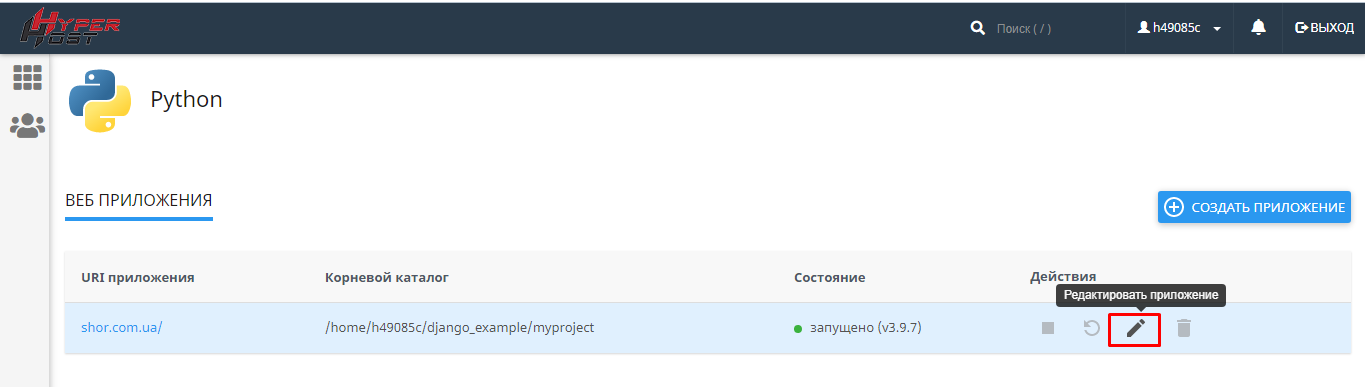 HYPER HOST
Поиск ( / )
h49085c
ВЫХОД
Python
ВЕБ ПРИЛОЖЕНИЯ
СОЗДАТЬ ПРИЛОЖЕНИЕ
URI приложения Корневой каталог Состояние Действия
Редактировать приложение
shor.com.ua/ /home/h49085c/django_example/myproject запущено (v3.9.7)